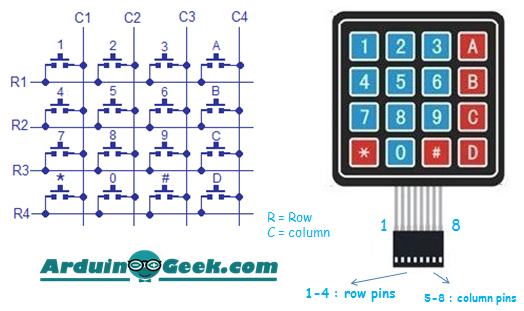 C1 C2 C3 C4
1 2 3 A
R1
4 5 6 B
R2
7 8 9 C
R3
* 0 # D
R4
R = Row
C = column
ArduinoGeek.com
1 2 3 A
4 5 6 B
7 8 9 C
* 0 # D
1 8
1-4 : row pins
5-8 : column pins